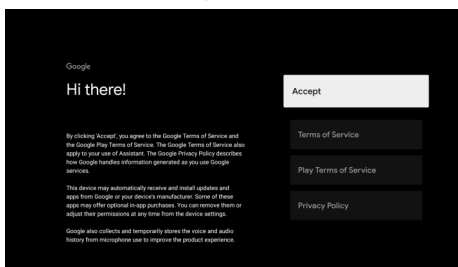 Google
Hi there!
By clicking 'Accept', you agree to the Google Terms of Service and
the Google Play Terms of Service. The Google Terms of Service also
apply to your use of Assistant. The Google Privacy Policy describes
how Google handles information generated as you use Google
services.
This device may automatically receive and install updates and
apps from Google or your device's manufacturer. Some of these
apps may offer optional in-app purchases. You can remove them or
adjust their permissions at any time from the device settings.
Google also collects and temporarily stores the voice and audio
history from microphone use to improve the product experience.
Accept
Terms of Service
Play Terms of Service
Privacy Policy